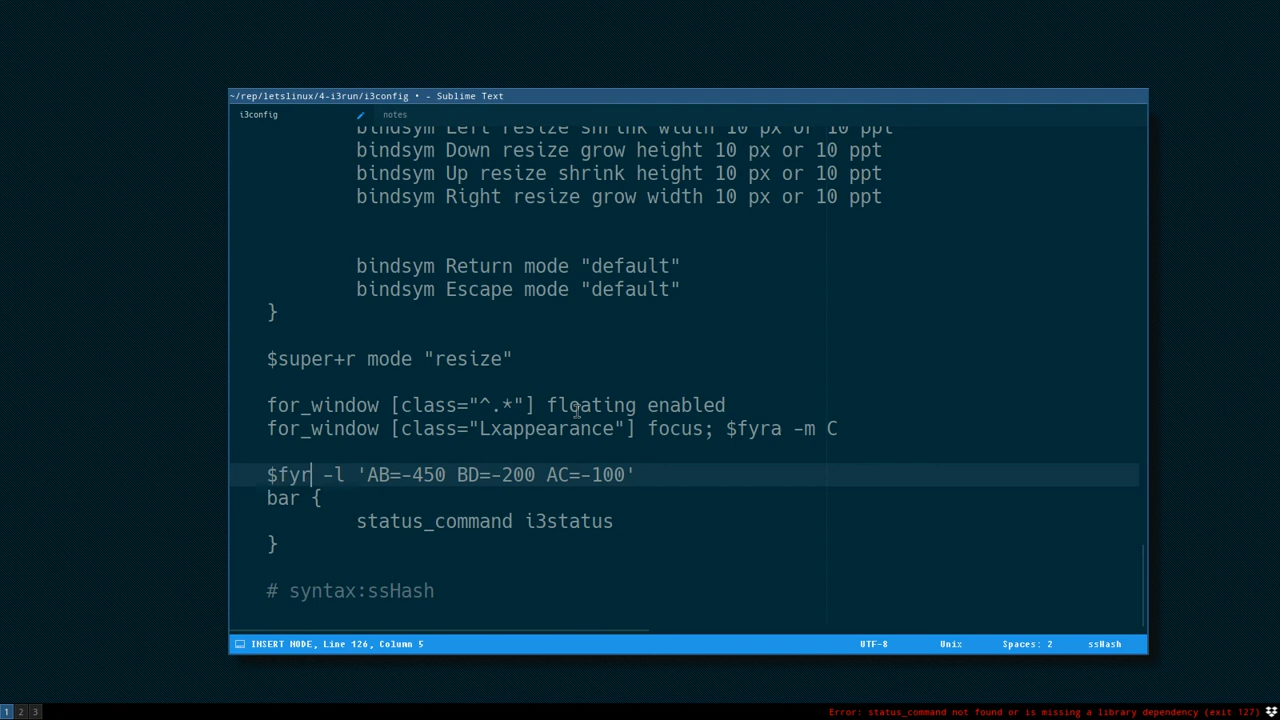 ~/rep/letslinux/4-i3run/i3config • - Sublime Text
i3config
notes
bindsym Left resize shrink width 10 px or 10 ppt
bindsym Down resize grow height 10 px or 10 ppt
bindsym Up resize shrink height 10 px or 10 ppt
bindsym Right resize grow width 10 px or 10 ppt
bindsym Return mode "default"
bindsym Escape mode "default"
}
$super+r mode "resize"
for_window [class="^.*"] floating enabled
for_window [class="Lxappearance"] focus; $fyra -m C
$fyr -l 'AB=-450 BD=-200 AC=-100'
bar {
status_command i3status
}
# syntax:ssHash
INSERT MODE, Line 126, Column 5
UTF-8
Unix
Spaces: 2
ssHash
1 2 3
Error: status_command not found or is missing a library dependency (exit 127)